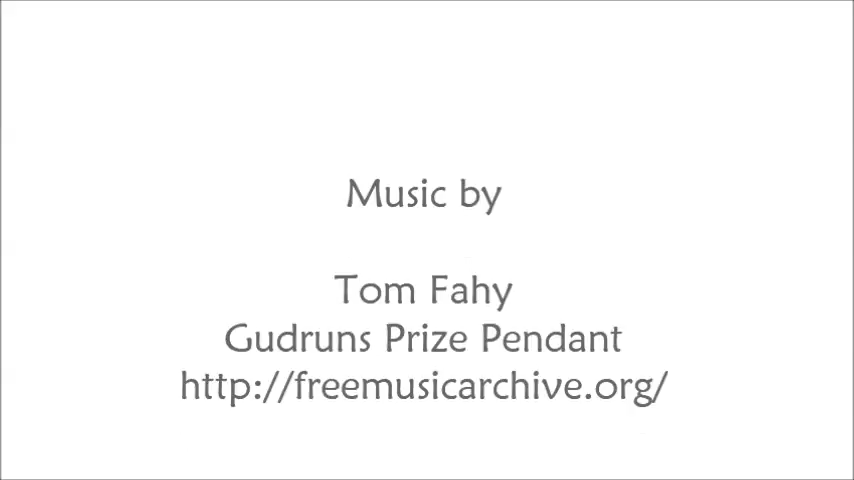 Music by
Tom Fahy
Gudruns Prize Pendant
http://freemusicarchive.org/